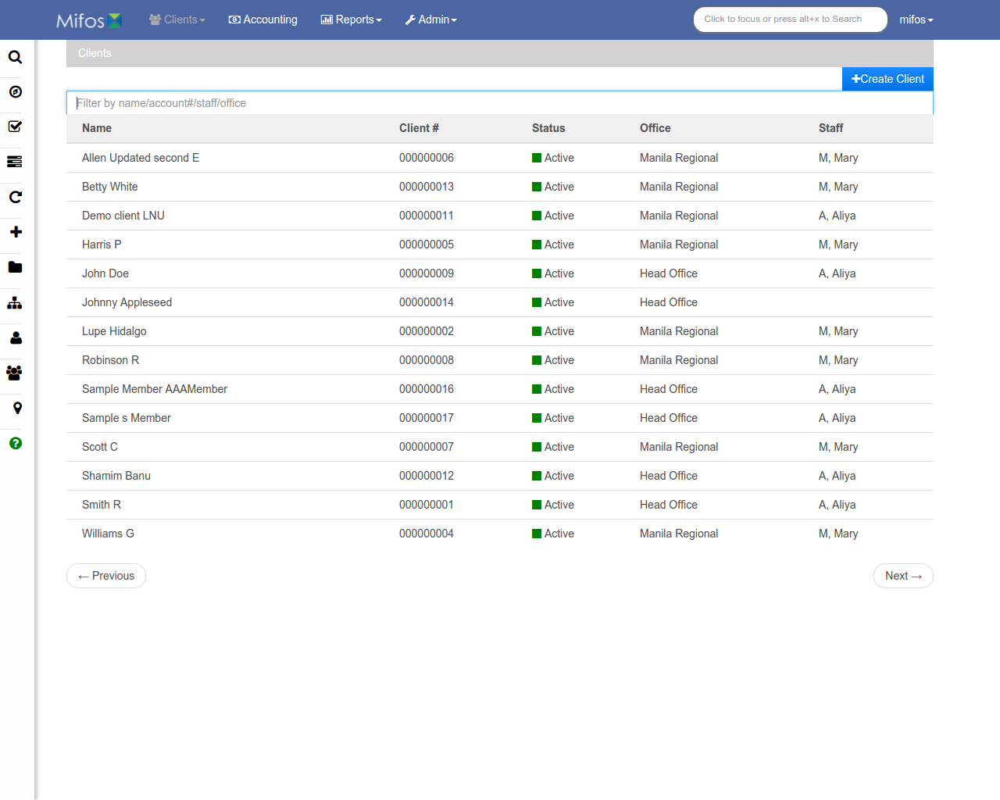 Mifos Clients Accounting Reports Admin Click to focus or press alt+x to Search mifos
Clients
Create Client
Filter by name/account#/staff/office
Name Client # Status Office Staff
Allen Updated second E 000000006 Active Manila Regional M, Mary
Betty White 000000013 Active Manila Regional M, Mary
Demo client LNU 000000011 Active Manila Regional A, Aliya
Harris P 000000005 Active Manila Regional M, Mary
John Doe 000000009 Active Head Office A, Aliya
Johnny Appleseed 000000014 Active Head Office
Lupe Hidalgo 000000002 Active Manila Regional M, Mary
Robinson R 000000008 Active Manila Regional M, Mary
Sample Member AAAMember 000000016 Active Head Office A, Aliya
Sample s Member 000000017 Active Head Office A, Aliya
Scott C 000000007 Active Manila Regional M, Mary
Shamim Banu 000000012 Active Head Office A, Aliya
Smith R 000000001 Active Head Office A, Aliya
Williams G 000000004 Active Manila Regional M, Mary
← Previous Next →